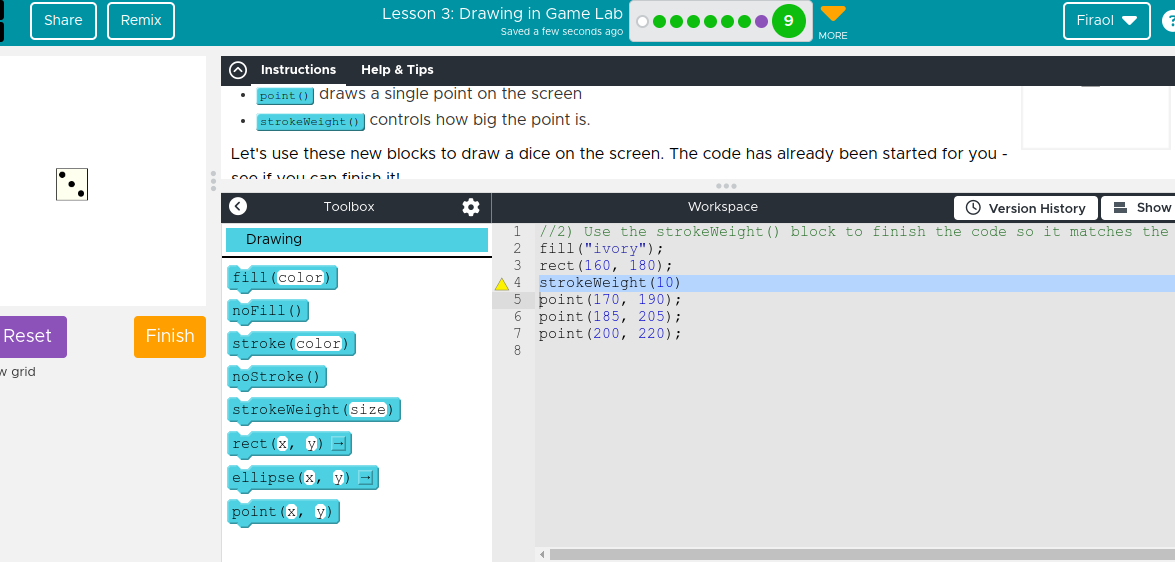 Share
Remix
Lesson 3: Drawing in Game Lab
Saved a few seconds ago
9
MORE
Firaol
?
Instructions
Help & Tips
point() draws a single point on the screen
strokeWeight() controls how big the point is.
Let's use these new blocks to draw a dice on the screen. The code has already been started for you -
see if you can finish it!
Toolbox
Workspace
Version History
Show
Drawing
fill(color)
noFill()
stroke(color)
noStroke()
strokeWeight(size)
rect(x, y)
ellipse(x, y)
point(x, y)
1 //2) Use the strokeWeight() block to finish the code so it matches the
2 fill("ivory");
3 rect(160, 180);
4 strokeWeight(10)
5 point(170, 190);
6 point(185, 205);
7 point(200, 220);
8
Reset
Finish
w grid